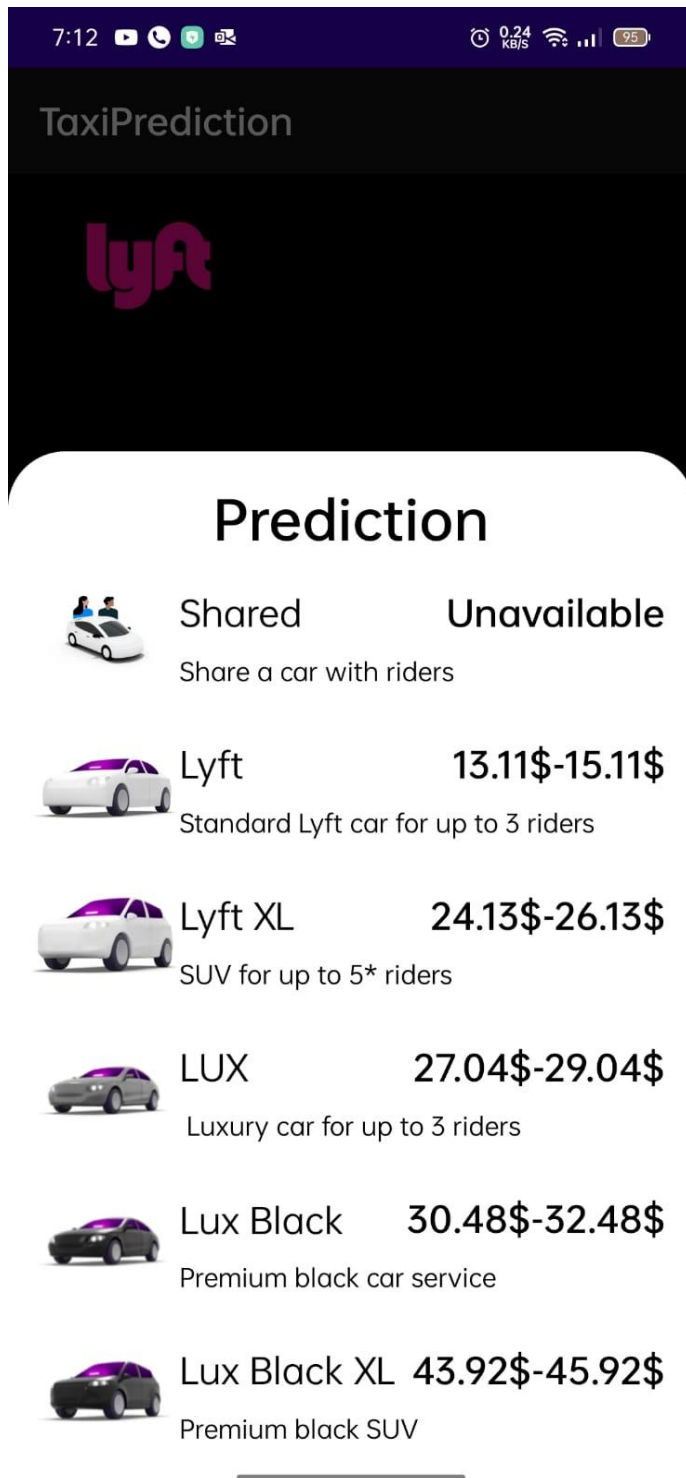 7:12 0.24 KB/S 95
TaxiPrediction
lyft
Prediction
Shared Unavailable
Share a car with riders
Lyft 13.11$-15.11$
Standard Lyft car for up to 3 riders
Lyft XL 24.13$-26.13$
SUV for up to 5* riders
LUX 27.04$-29.04$
Luxury car for up to 3 riders
Lux Black 30.48$-32.48$
Premium black car service
Lux Black XL 43.92$-45.92$
Premium black SUV